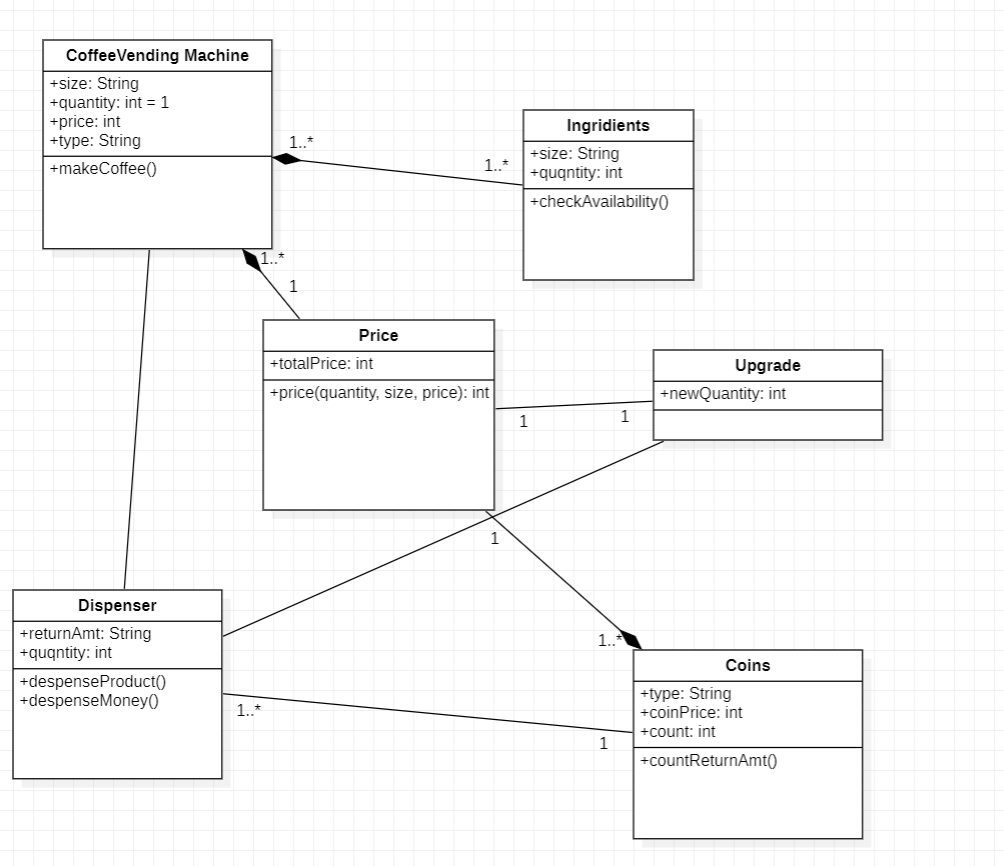 CoffeeVending Machine
+size: String
+quantity: int = 1
+price: int
+type: String
+makeCoffee()
1..*
1..*
Ingridients
+size: String
+quqntity: int
+checkAvailability()
1..*
1
Price
+totalPrice: int
+price(quantity, size, price): int
1
1
Upgrade
+newQuantity: int
1
1..*
Dispenser
+returnAmt: String
+quqntity: int
+despenseProduct()
+despenseMoney()
1..*
1
Coins
+type: String
+coinPrice: int
+count: int
+countReturnAmt()